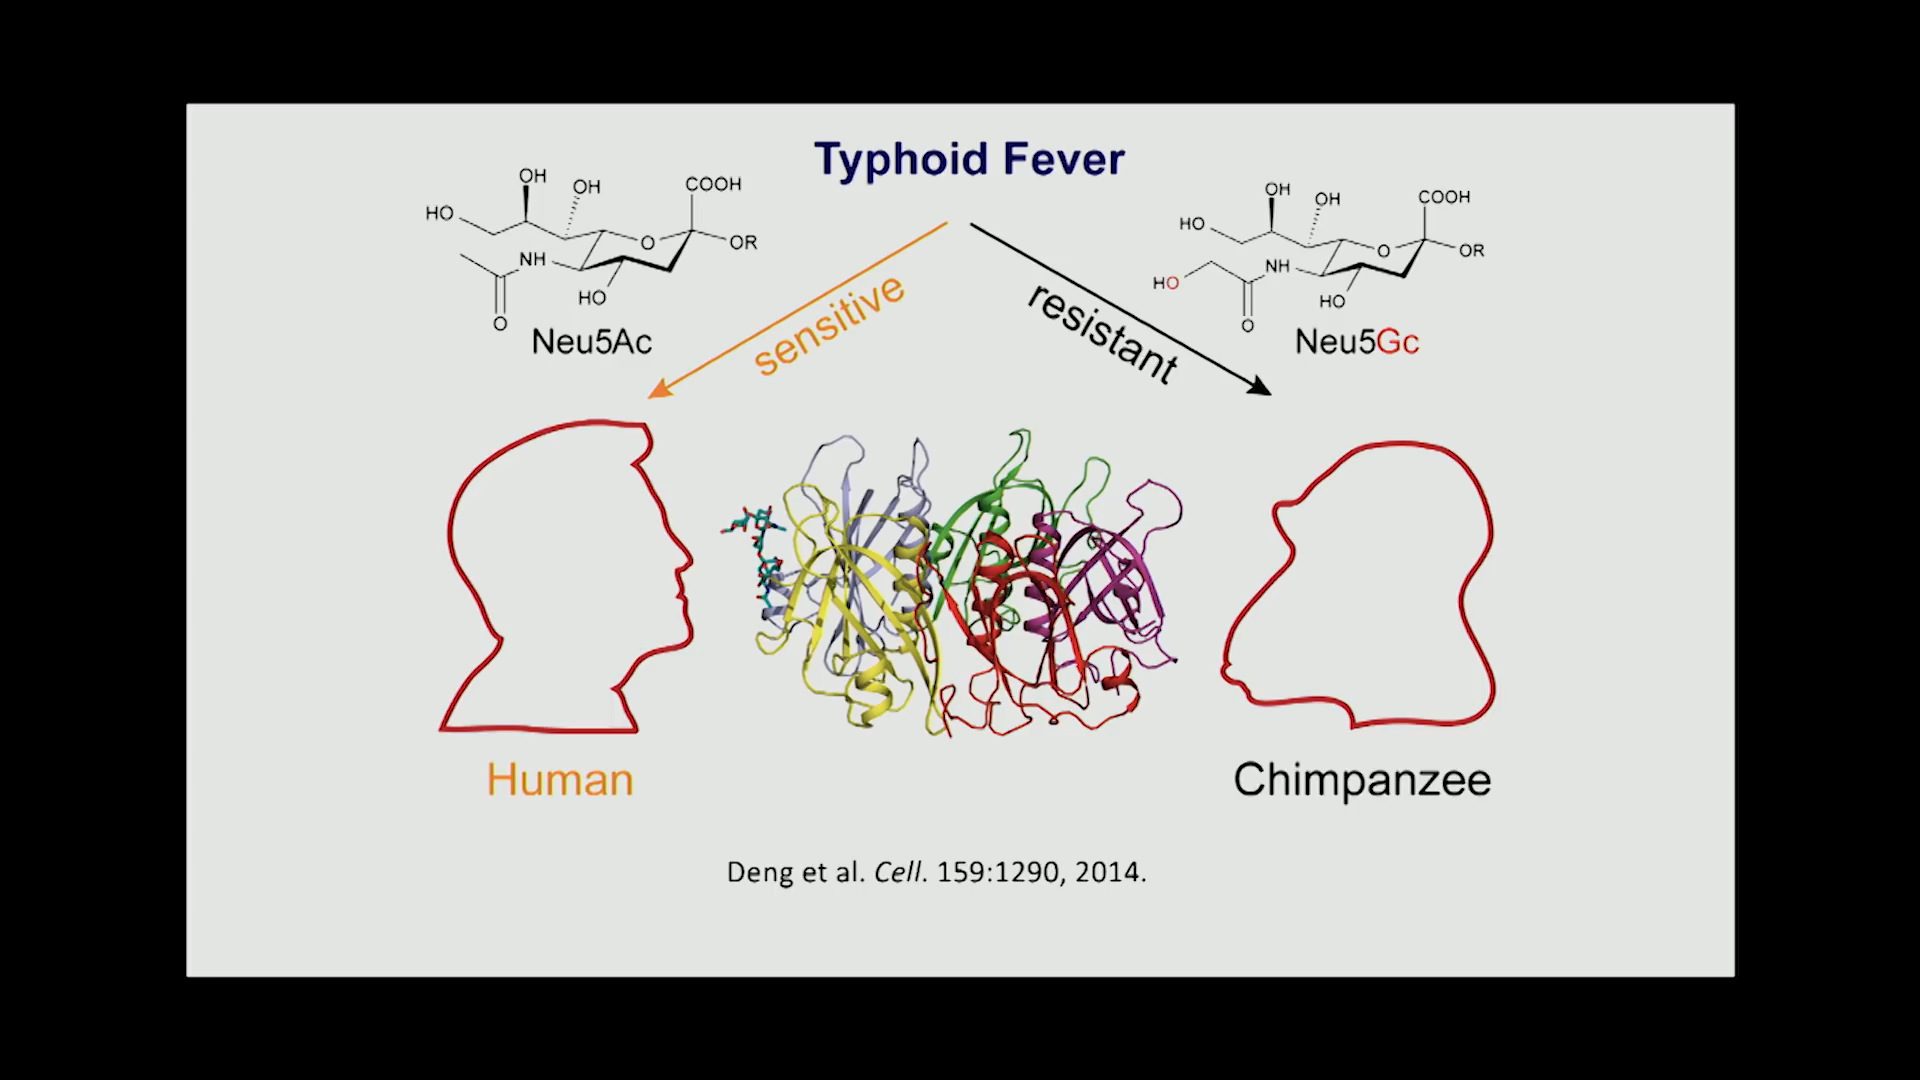 Typhoid Fever
OH
OH
COOH
HO
O
OR
NH
HO
O
Neu5Ac
OH
OH
COOH
HO
O
OR
NH
HO
HO
O
Neu5Gc
sensitive
resistant
Human
Chimpanzee
Deng et al. Cell. 159:1290, 2014.